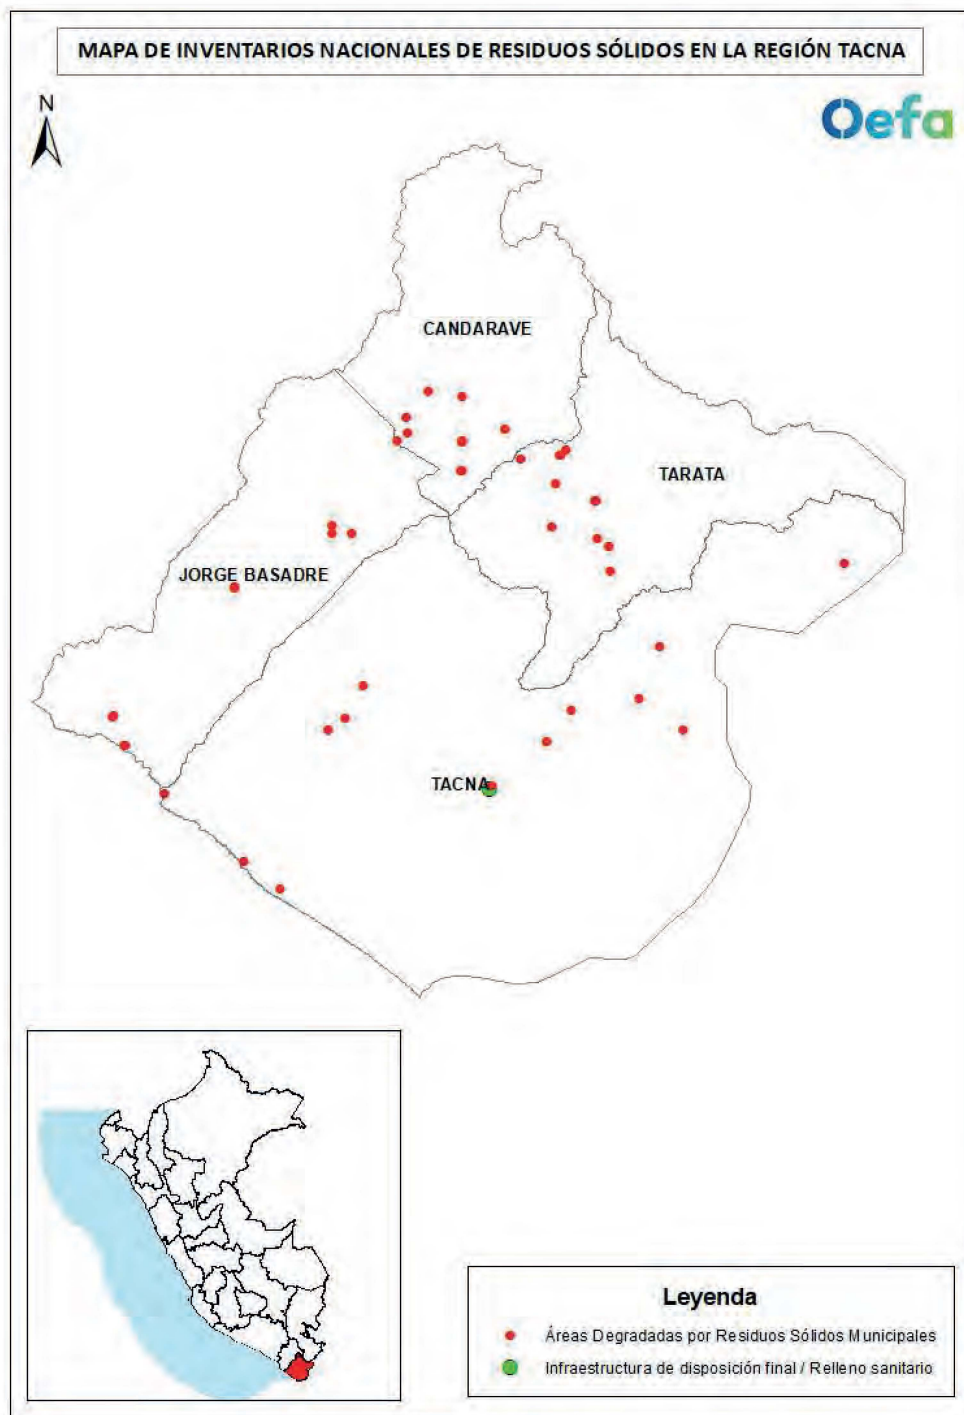 MAPA DE INVENTARIOS NACIONALES DE RESIDUOS SÓLIDOS EN LA REGIÓN TACNA
N
Oefa
CANDARAVE
TARATA
JORGE BASADRE
TACNA
Leyenda
Áreas Degradadas por Residuos Sólidos Municipales
Infraestructura de disposición final / Relleno sanitario